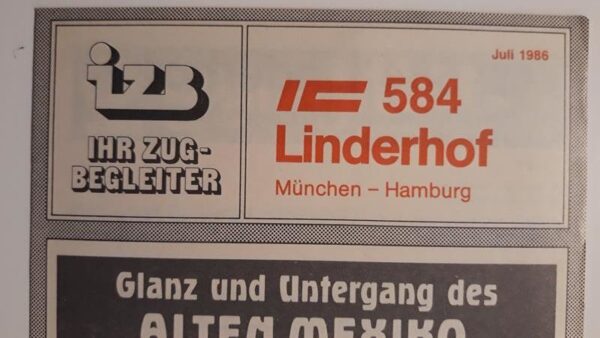 izb
IHR ZUG-
BEGLEITER
Juli 1986
IC 584
Linderhof
München – Hamburg
Glanz und Untergang des
ALTEN MEXIKO